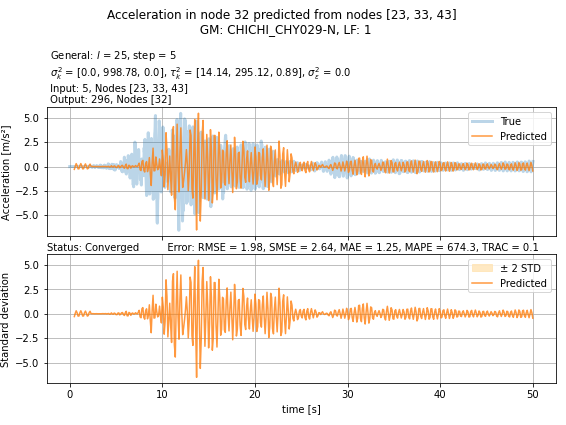 Acceleration in node 32 predicted from nodes [23, 33, 43]
GM: CHICHI_CHY029-N, LF: 1
General: l = 25, step = 5
σ²ₖ = [0.0, 998.78, 0.0], τ²ₖ = [14.14, 295.12, 0.89], σ²ε = 0.0
Input: 5, Nodes [23, 33, 43]
Output: 296, Nodes [32]
Acceleration [m/s²]
5.0
2.5
0.0
−2.5
−5.0
True
Predicted
Status: Converged Error: RMSE = 1.98, SMSE = 2.64, MAE = 1.25, MAPE = 674.3, TRAC = 0.1
Standard deviation
5.0
2.5
0.0
−2.5
−5.0
± 2 STD
Predicted
0 10 20 30 40 50
time [s]